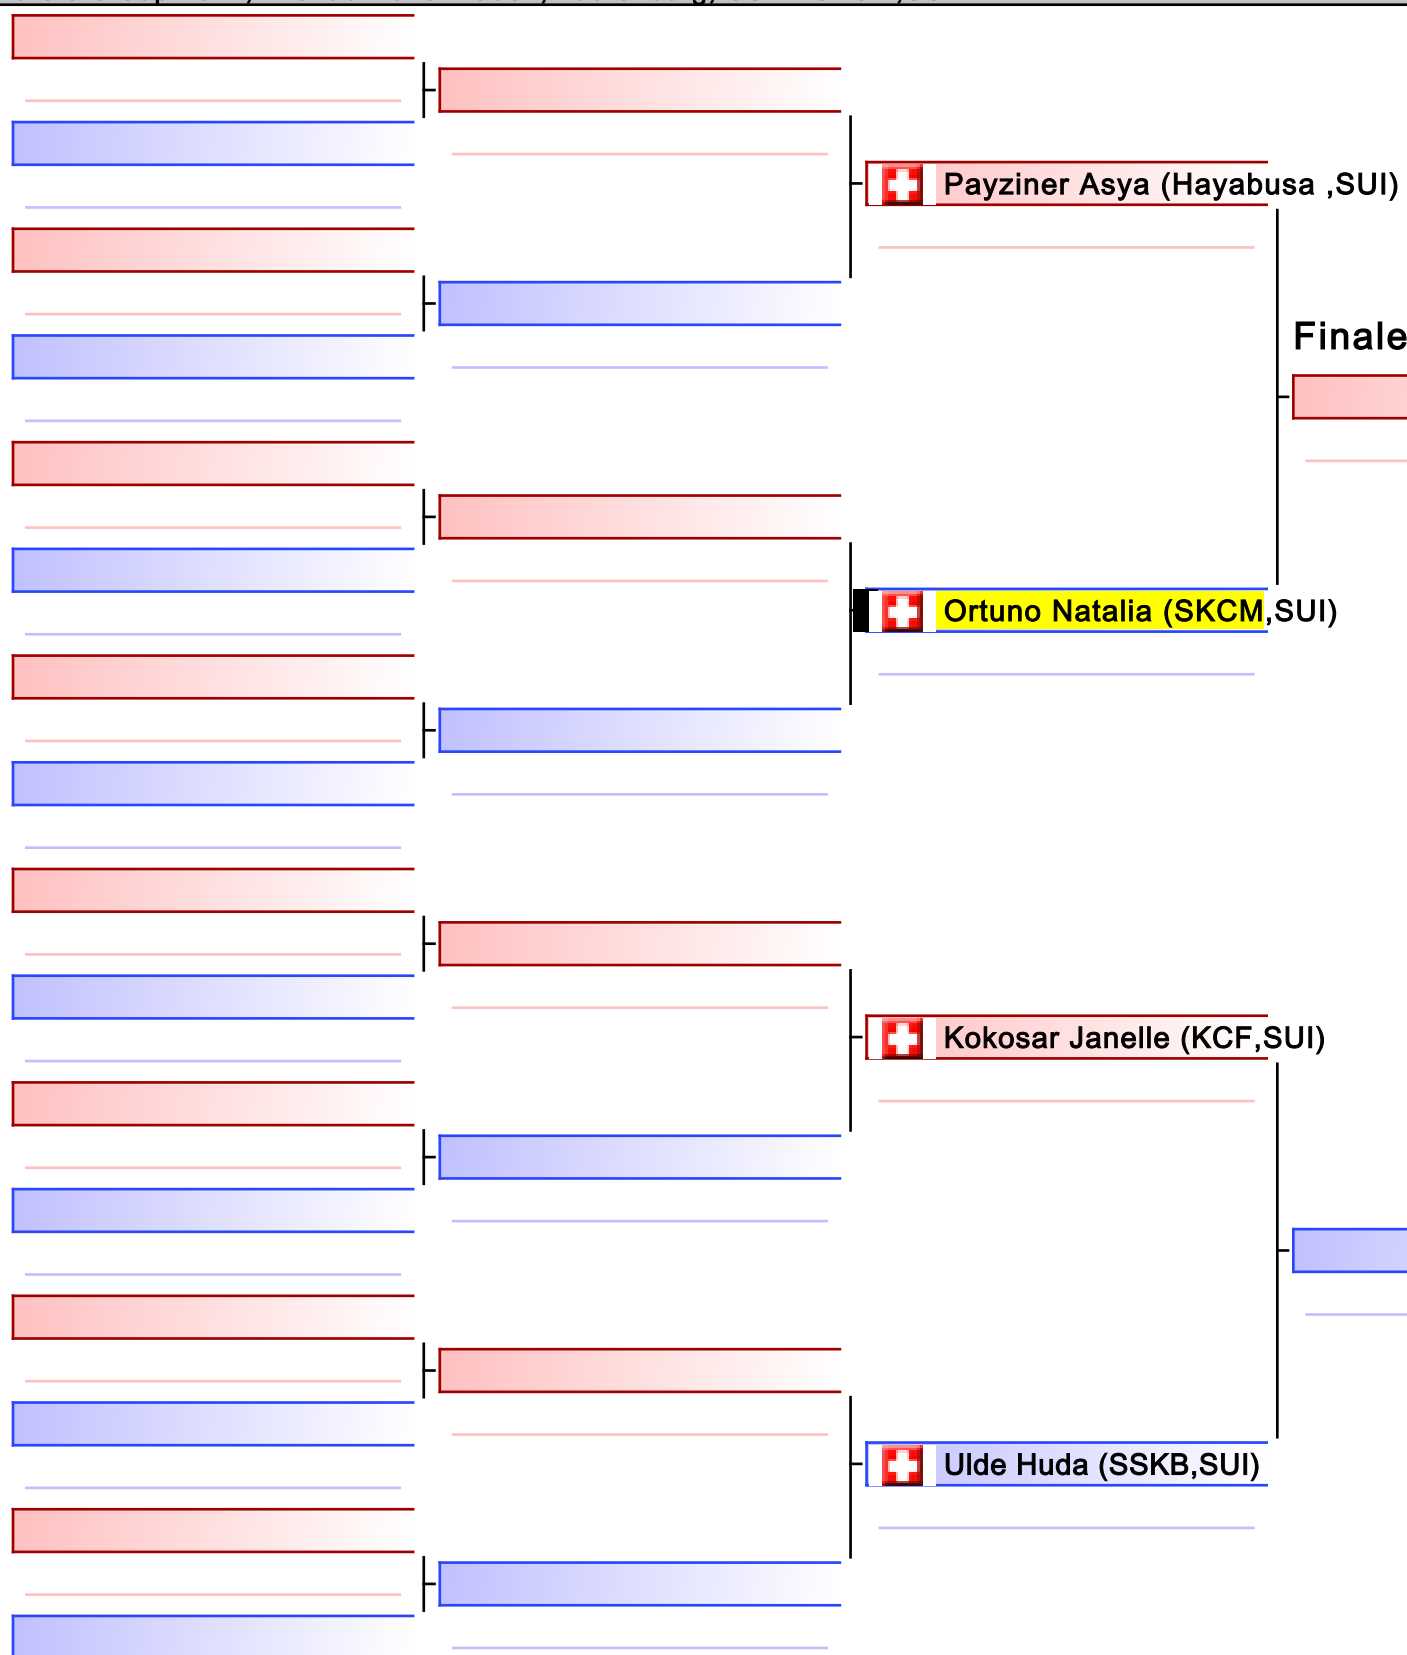 Payziner Asya (Hayabusa ,SUI)
Finale
Ortuno Natalia (SKCM,SUI)
Kokosar Janelle (KCF,SUI)
Ulde Huda (SSKB,SUI)